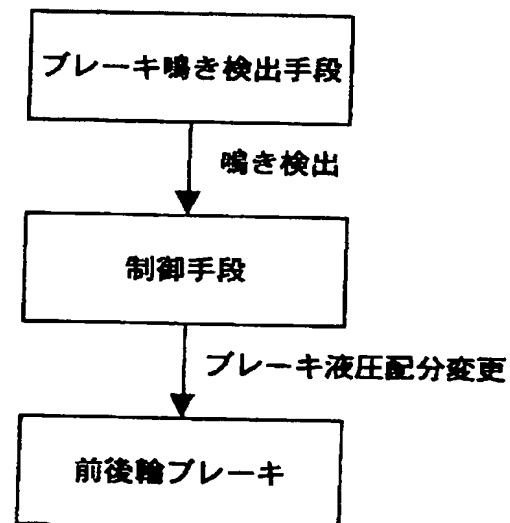 ブレーキ鳴き検出手段
鳴き検出
制御手段
ブレーキ液圧配分変更
前後輪ブレーキ